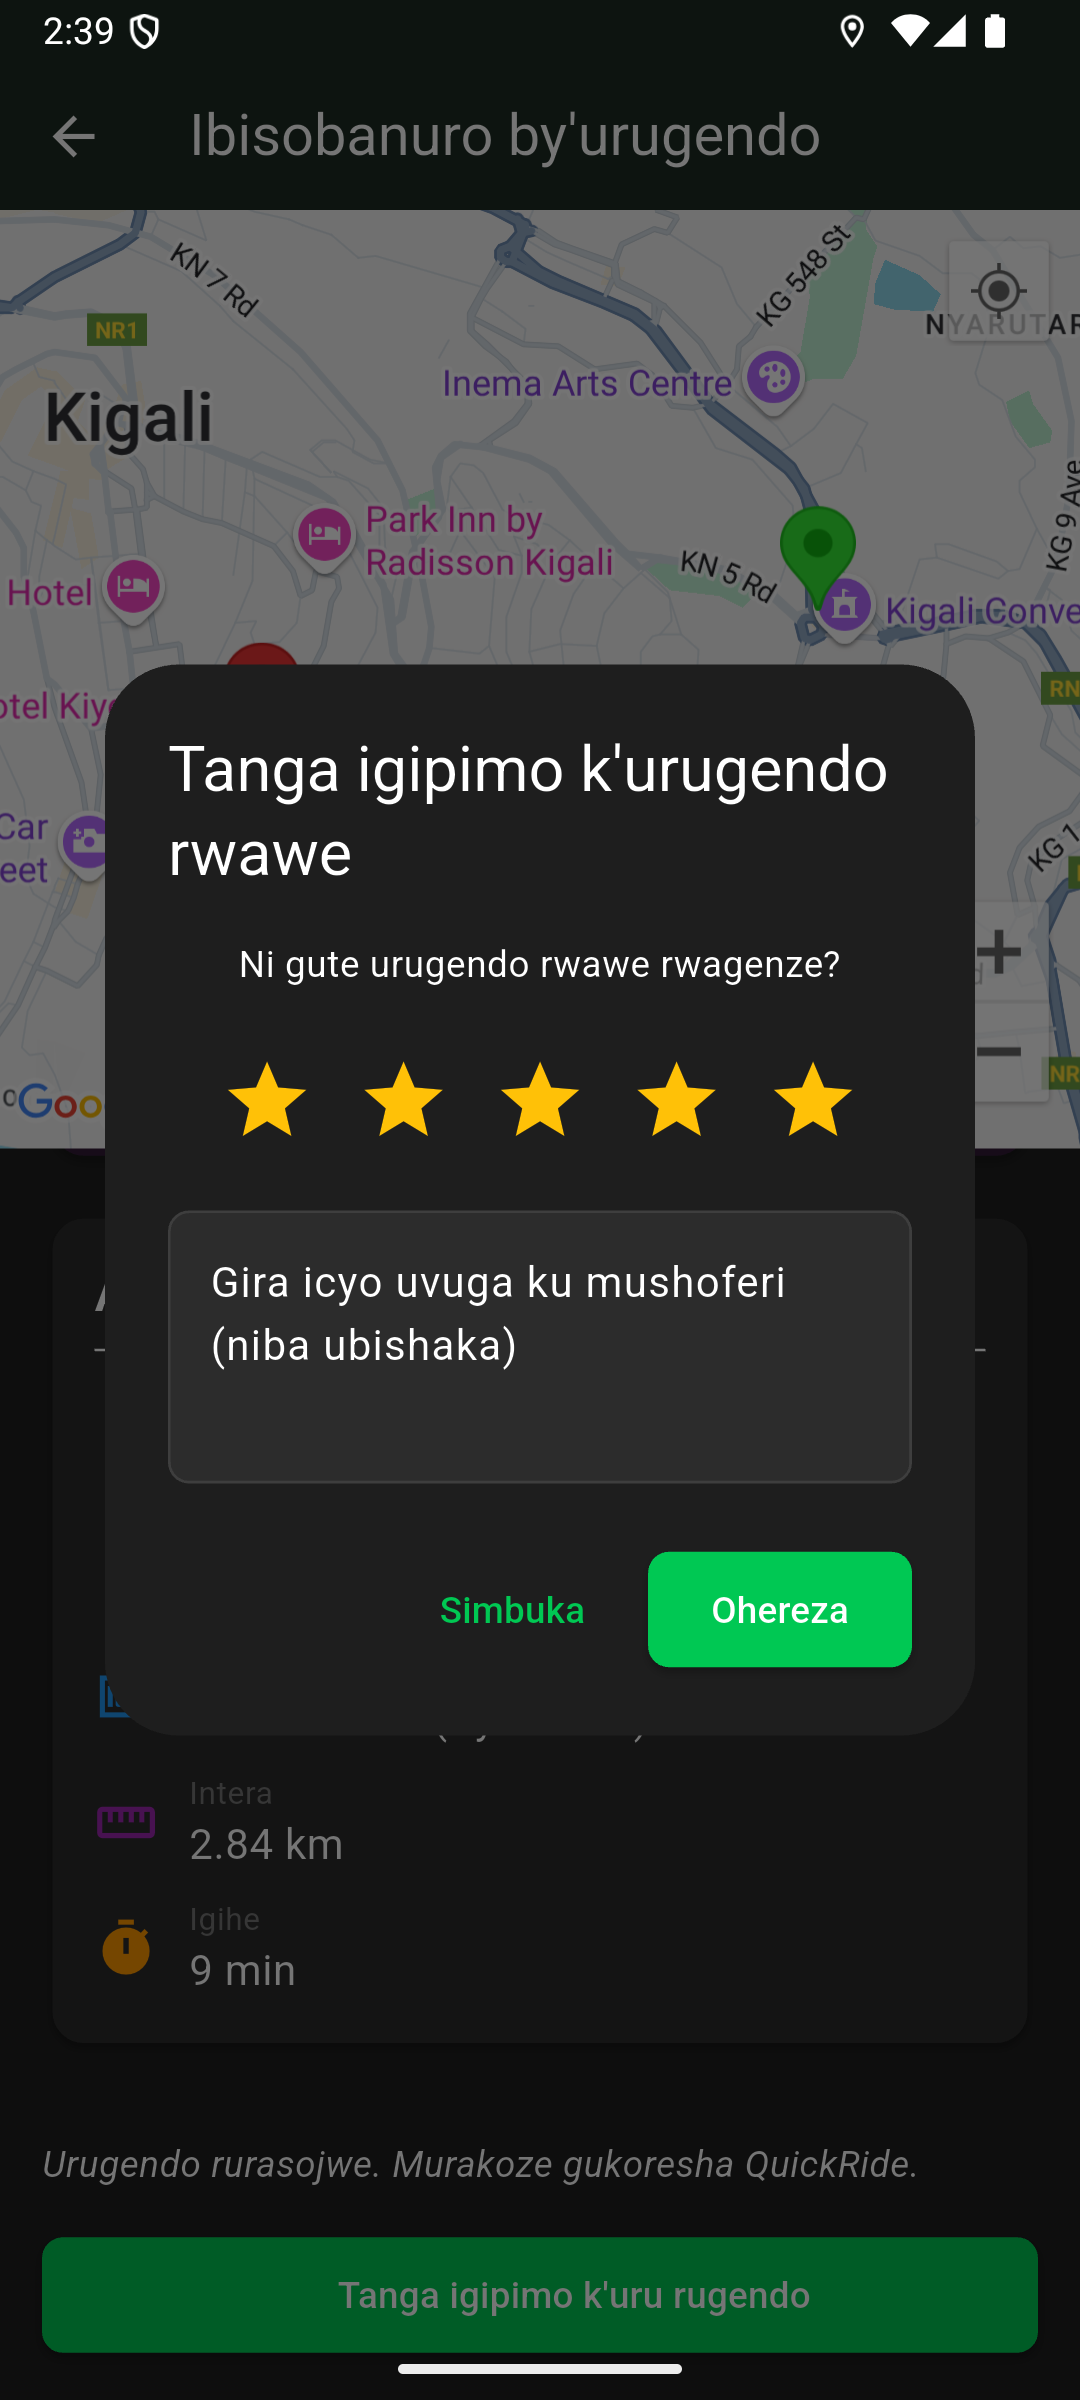 2:39
Ibisobanuro by'urugendo
KN 7 Rd
KG 548 St
NR1
NYARUTAR
Inema Arts Centre
Kigali
KG 9 Ave
Park Inn by
Radisson Kigali
KN 5 Rd
Hotel
Kigali Conve
otel Kiyo
RN
Tanga igipimo k'urugendo
rwawe
Car
eet
KG 1
Ni gute urugendo rwawe rwagenze?
NR
Goo
Gira icyo uvuga ku mushoferi
(niba ubishaka)
Simbuka
Ohereza
Intera
2.84 km
Igihe
9 min
Urugendo rurasojwe. Murakoze gukoresha QuickRide.
Tanga igipimo k'uru rugendo